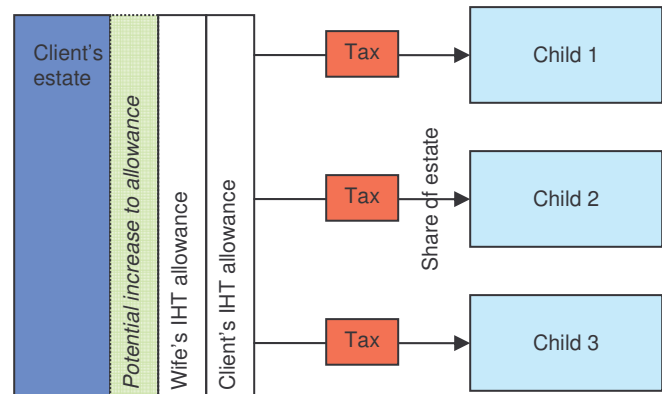 Client's
estate
Potential increase to allowance
Wife's IHT allowance
Client's IHT allowance
Tax
Child 1
Tax
Share of estate
Child 2
Tax
Child 3